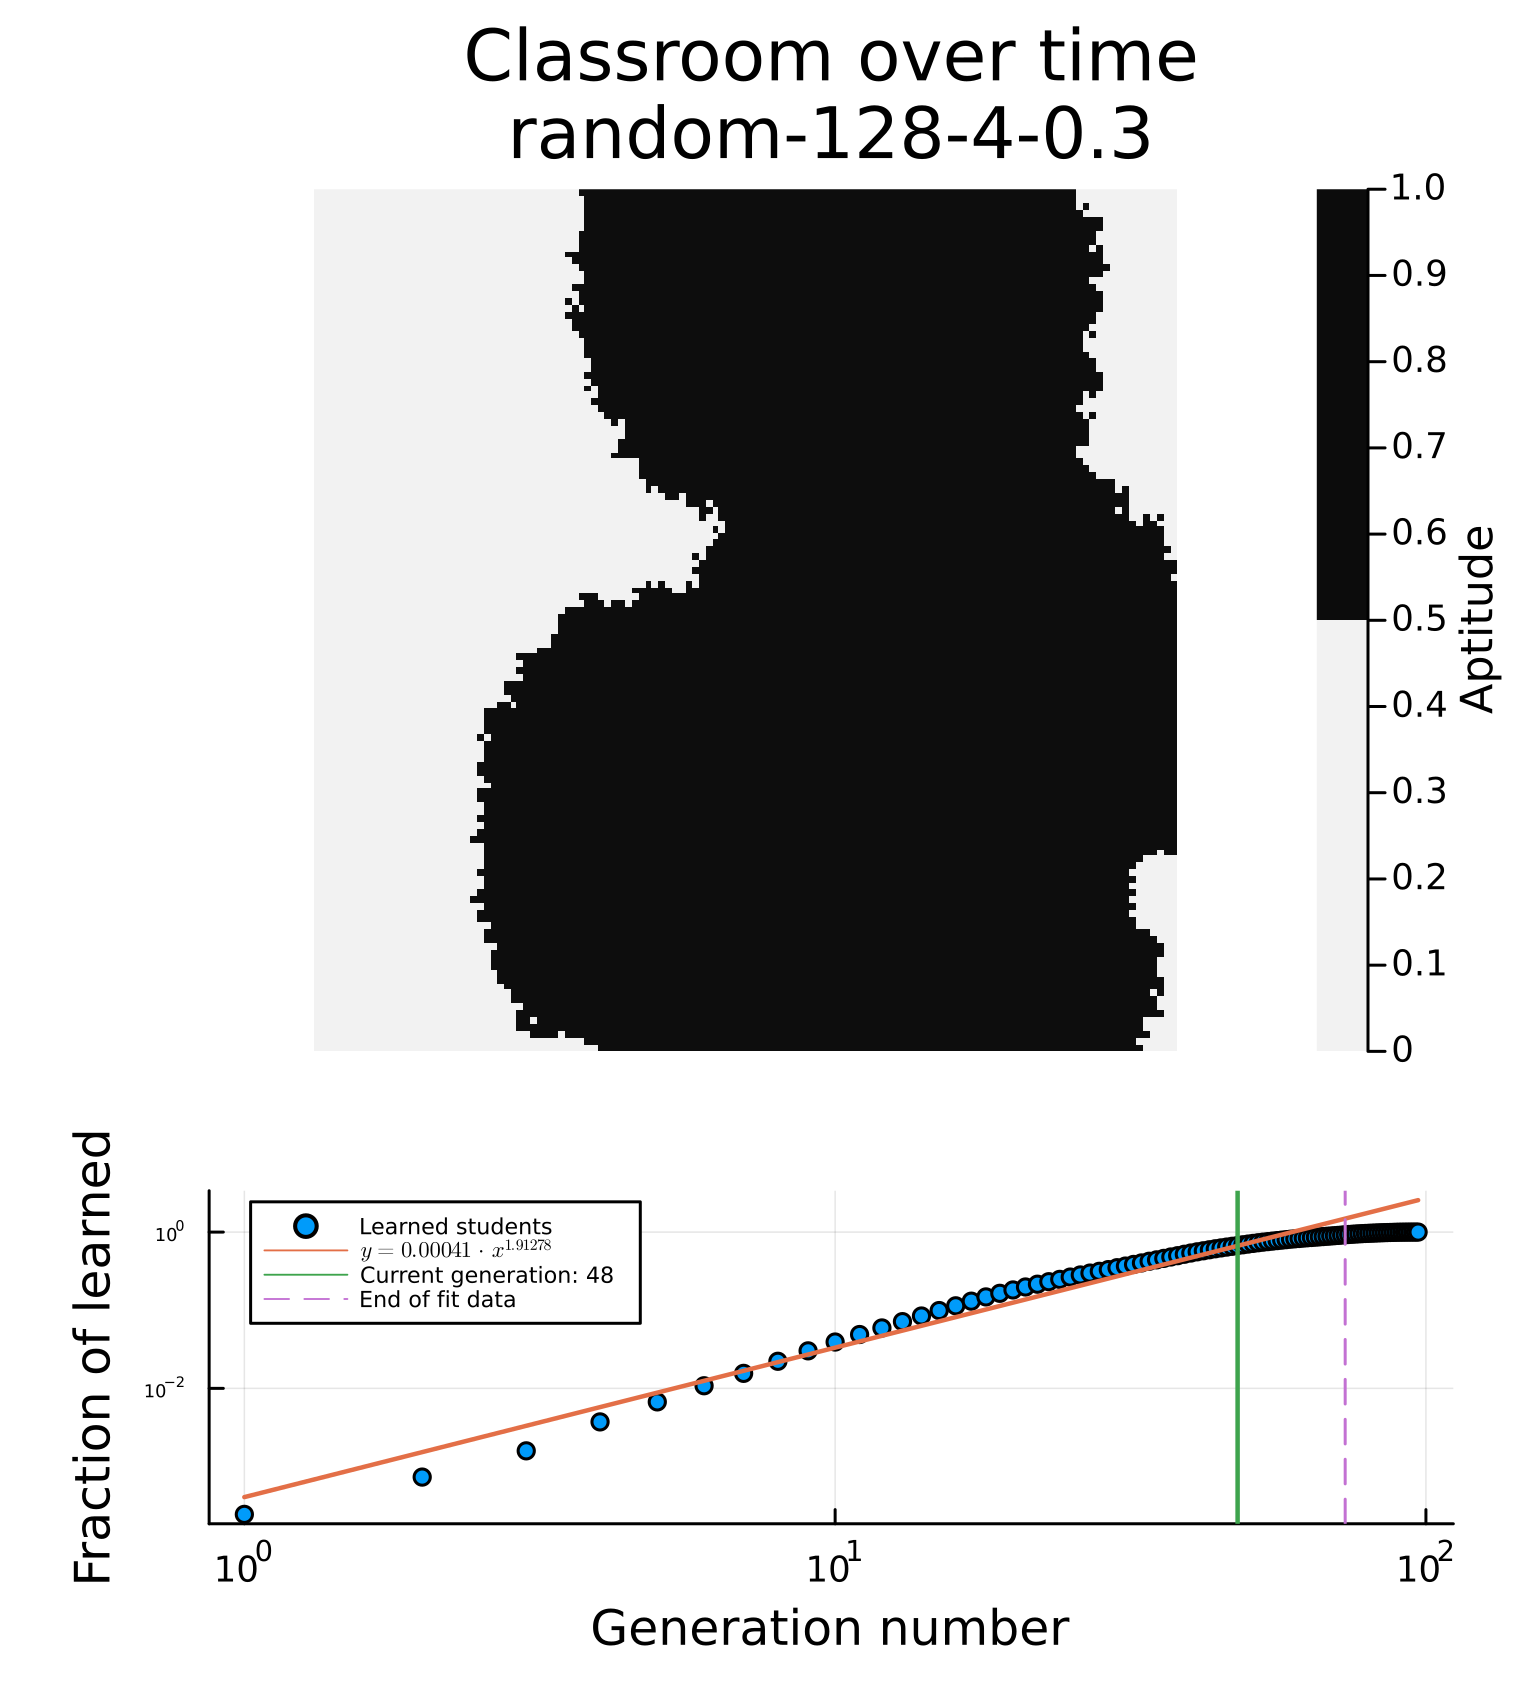 Classroom over time
random-128-4-0.3
1.0
0.9
0.8
0.7
0.6
0.5
0.4
0.3
0.2
0.1
0
Aptitude
Fraction of learned
10^0
10^-2
Learned students
y = 0.00041 · x^1.91278
Current generation: 48
End of fit data
10^0
10^1
10^2
Generation number